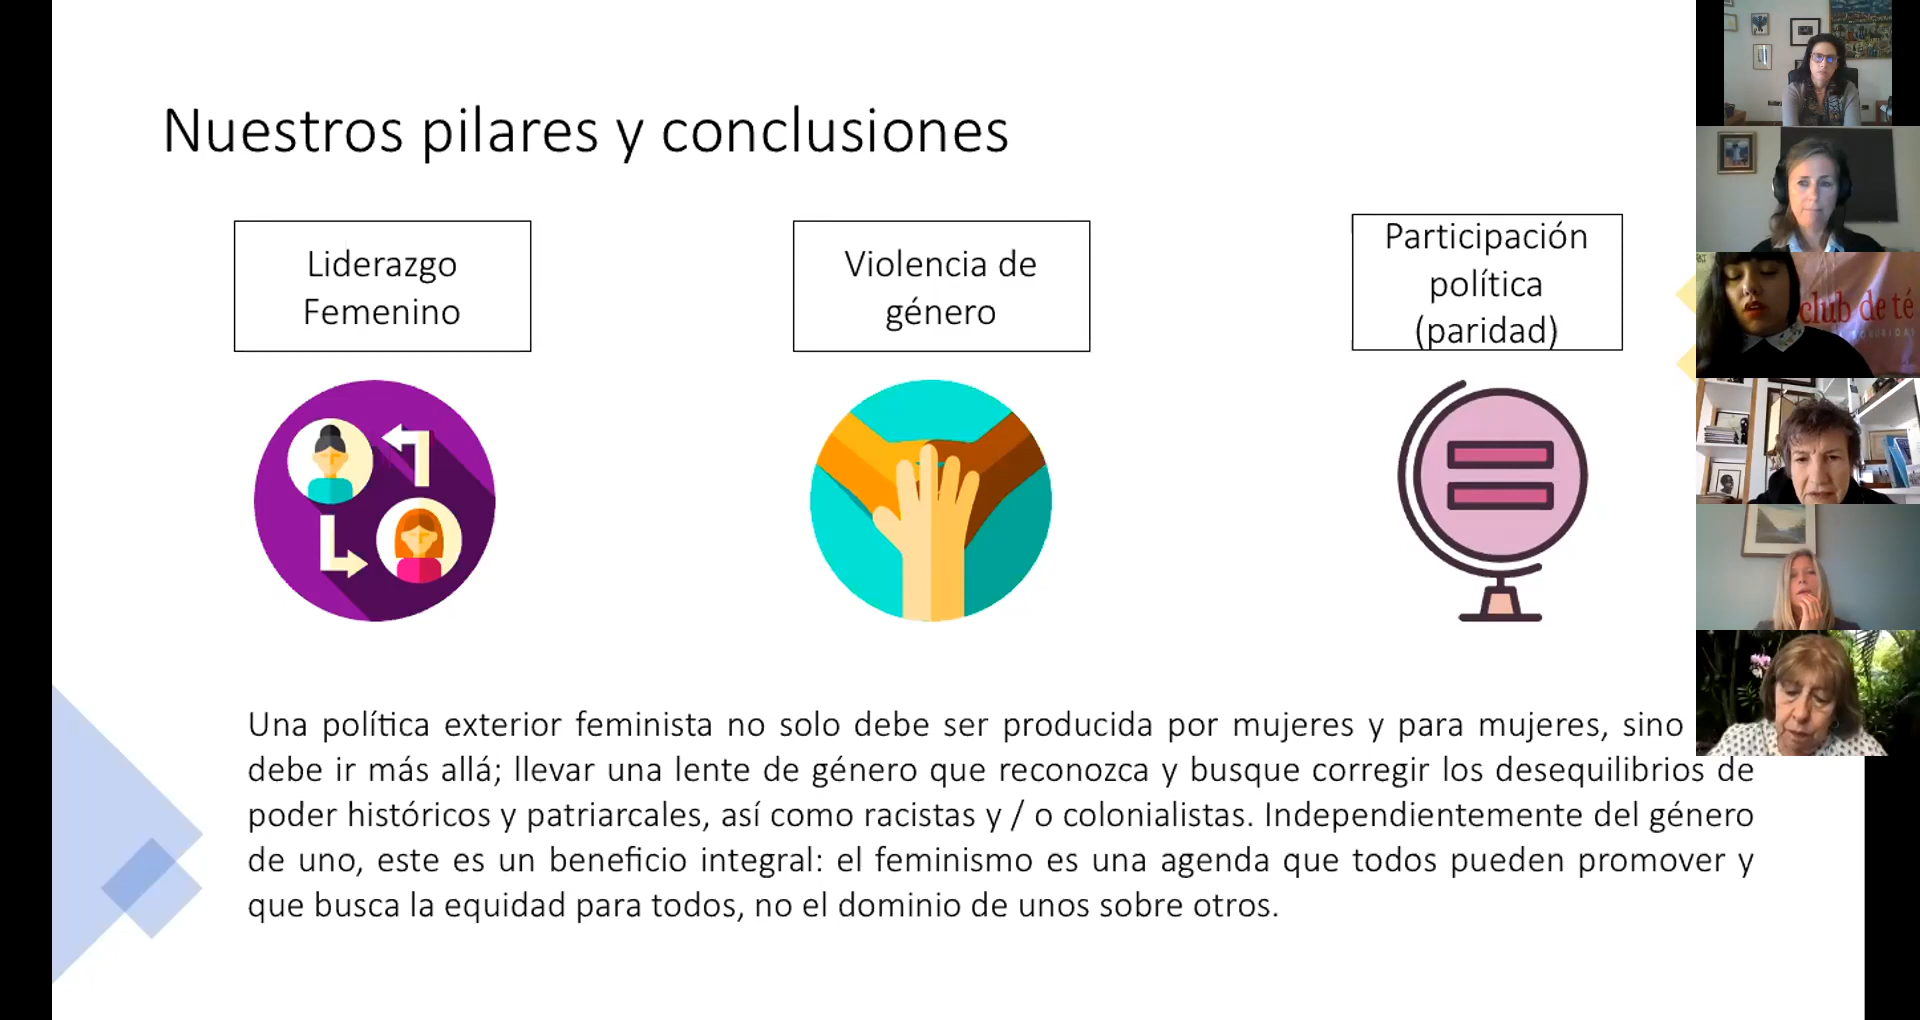 Nuestros pilares y conclusiones
Liderazgo
Femenino
Violencia de
género
Participación
política
(paridad)
club de té
Una política exterior feminista no solo debe ser producida por mujeres y para mujeres, sino
debe ir más allá; llevar una lente de género que reconozca y busque corregir los desequilibrios de
poder históricos y patriarcales, así como racistas y / o colonialistas. Independientemente del género
de uno, este es un beneficio integral: el feminismo es una agenda que todos pueden promover y
que busca la equidad para todos, no el dominio de unos sobre otros.